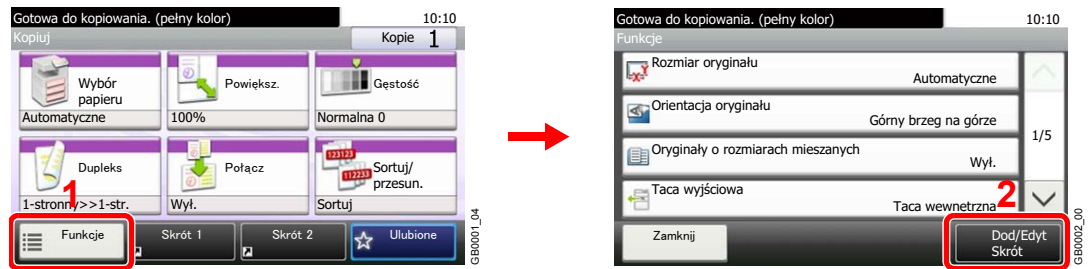 Gotowa do kopiowania. (pełny kolor) 10:10
Kopiuj Kopie 1
Wybór
papieru
Automatyczne
Powiększ.
100%
Gęstość
Normalna 0
Dupleks
1-stronny>>1-str.
Połącz
Wył.
123123
112233
Sortuj/
przesun.
Sortuj
1
Funkcje
Skrót 1
Skrót 2
Ulubione
GB0001_04
Gotowa do kopiowania. (pełny kolor) 10:10
Funkcje
Rozmiar oryginału
Automatyczne
Orientacja oryginału
Górny brzeg na górze
Oryginały o rozmiarach mieszanych
Wył.
Taca wyjściowa
Taca wewnetrzna
1/5
2
Zamknij
Dod/Edyt
Skrót
GB0002_00